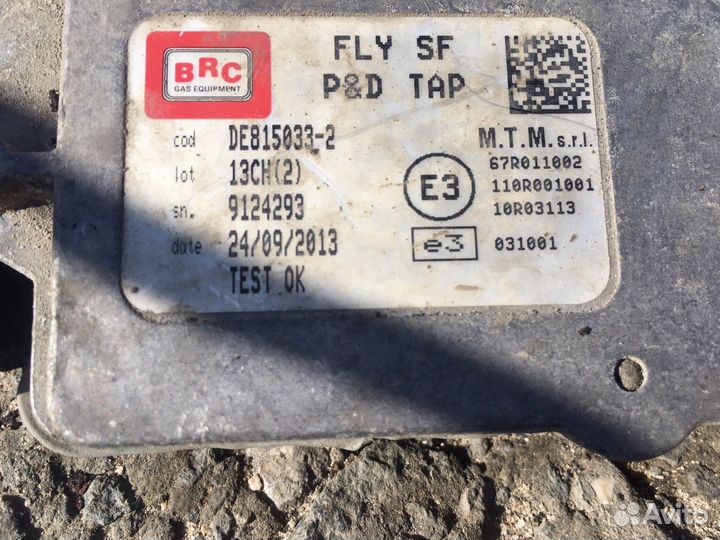 BRC
GAS EQUIPMENT
FLY SF
P&D TAP
cod DE815033-2
lot 13CH(2)
sn. 9124293
date 24/09/2013
TEST OK
M.T.M. s.r.l.
E3
67R011002
110R001001
10R03113
e3 031001
Avito